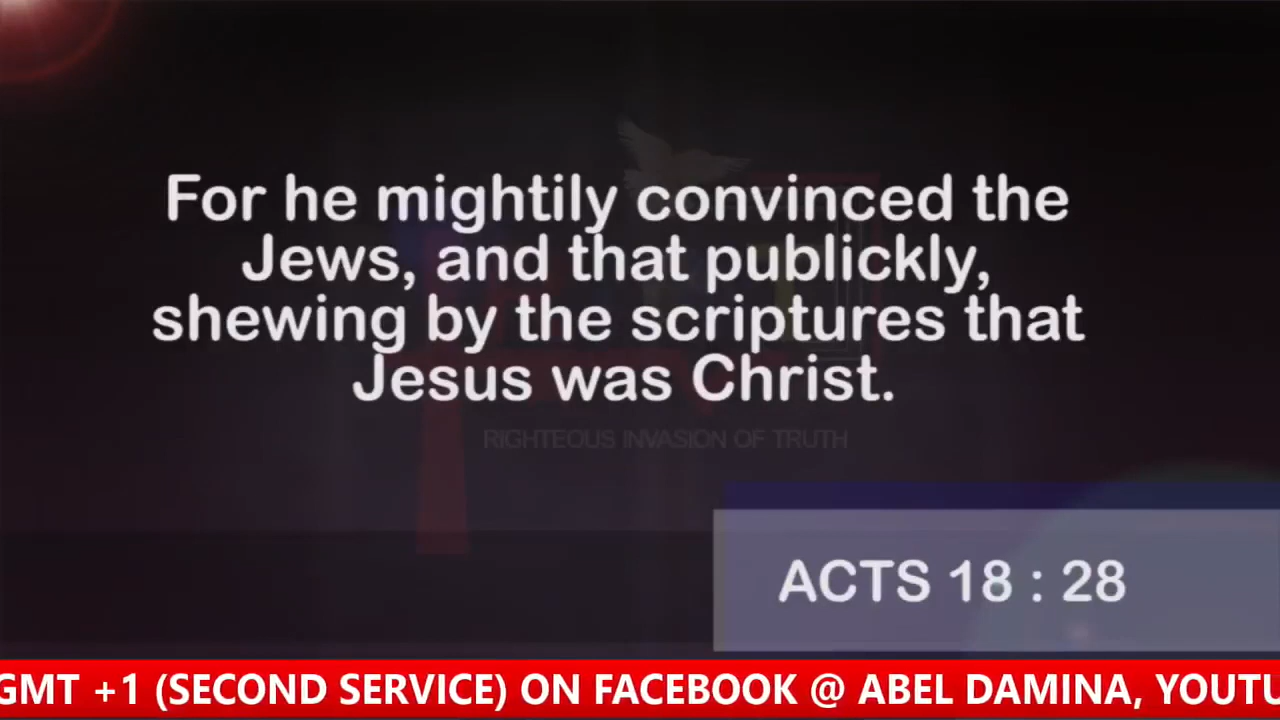 For he mightily convinced the
Jews, and that publickly,
shewing by the scriptures that
Jesus was Christ.
RIGHTEOUS INVASION OF TRUTH
ACTS 18 : 28
GMT +1 (SECOND SERVICE) ON FACEBOOK @ ABEL DAMINA, YOUTU